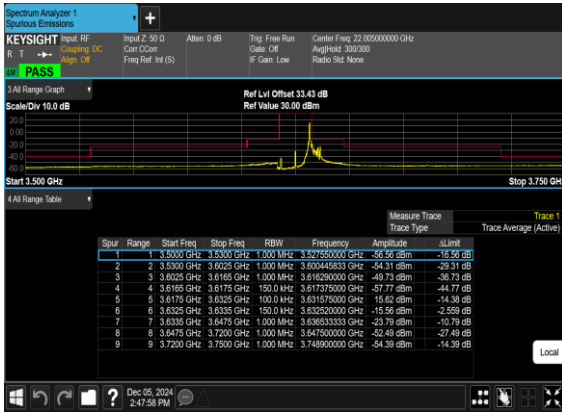 Spectrum Analyzer 1
Spurious Emissions
KEYSIGHT Input: RF Input Z: 50 Ω Atten: 0 dB Trig: Free Run Center Freq: 22.005000000 GHz
R T Coupling: DC Corr CCorr Gate: Off Avg|Hold: 300/300
Align: Off Freq Ref: Int (S) IF Gain: Low Radio Std: None
PASS
3 All Range Graph
Ref Lvl Offset 33.43 dB
Scale/Div 10.0 dB Ref Value 30.00 dBm
20.0
0.00
-20.0
-40.0
-60.0
Start 3.500 GHz Stop 3.750 GHz
4 All Range Table
Measure Trace Trace 1
Trace Type Trace Average (Active)
Spur Range Start Freq Stop Freq RBW Frequency Amplitude ΔLimit
1 1 3.5000 GHz 3.5300 GHz 1.000 MHz 3.527550000 GHz -56.56 dBm -16.56 dB
2 2 3.5300 GHz 3.6025 GHz 1.000 MHz 3.600445833 GHz -54.31 dBm -29.31 dB
3 3 3.6025 GHz 3.6165 GHz 1.000 MHz 3.616290000 GHz -49.73 dBm -36.73 dB
4 4 3.6165 GHz 3.6175 GHz 150.0 kHz 3.617375000 GHz -57.77 dBm -44.77 dB
5 5 3.6175 GHz 3.6325 GHz 100.0 kHz 3.631575000 GHz 15.62 dBm -14.38 dB
6 6 3.6325 GHz 3.6335 GHz 150.0 kHz 3.632520000 GHz -15.56 dBm -2.559 dB
7 7 3.6335 GHz 3.6475 GHz 1.000 MHz 3.636533333 GHz -23.79 dBm -10.79 dB
8 8 3.6475 GHz 3.7200 GHz 1.000 MHz 3.647500000 GHz -52.49 dBm -27.49 dB
9 9 3.7200 GHz 3.7500 GHz 1.000 MHz 3.748900000 GHz -54.39 dBm -14.39 dB
Local
Dec 05, 2024
2:47:58 PM